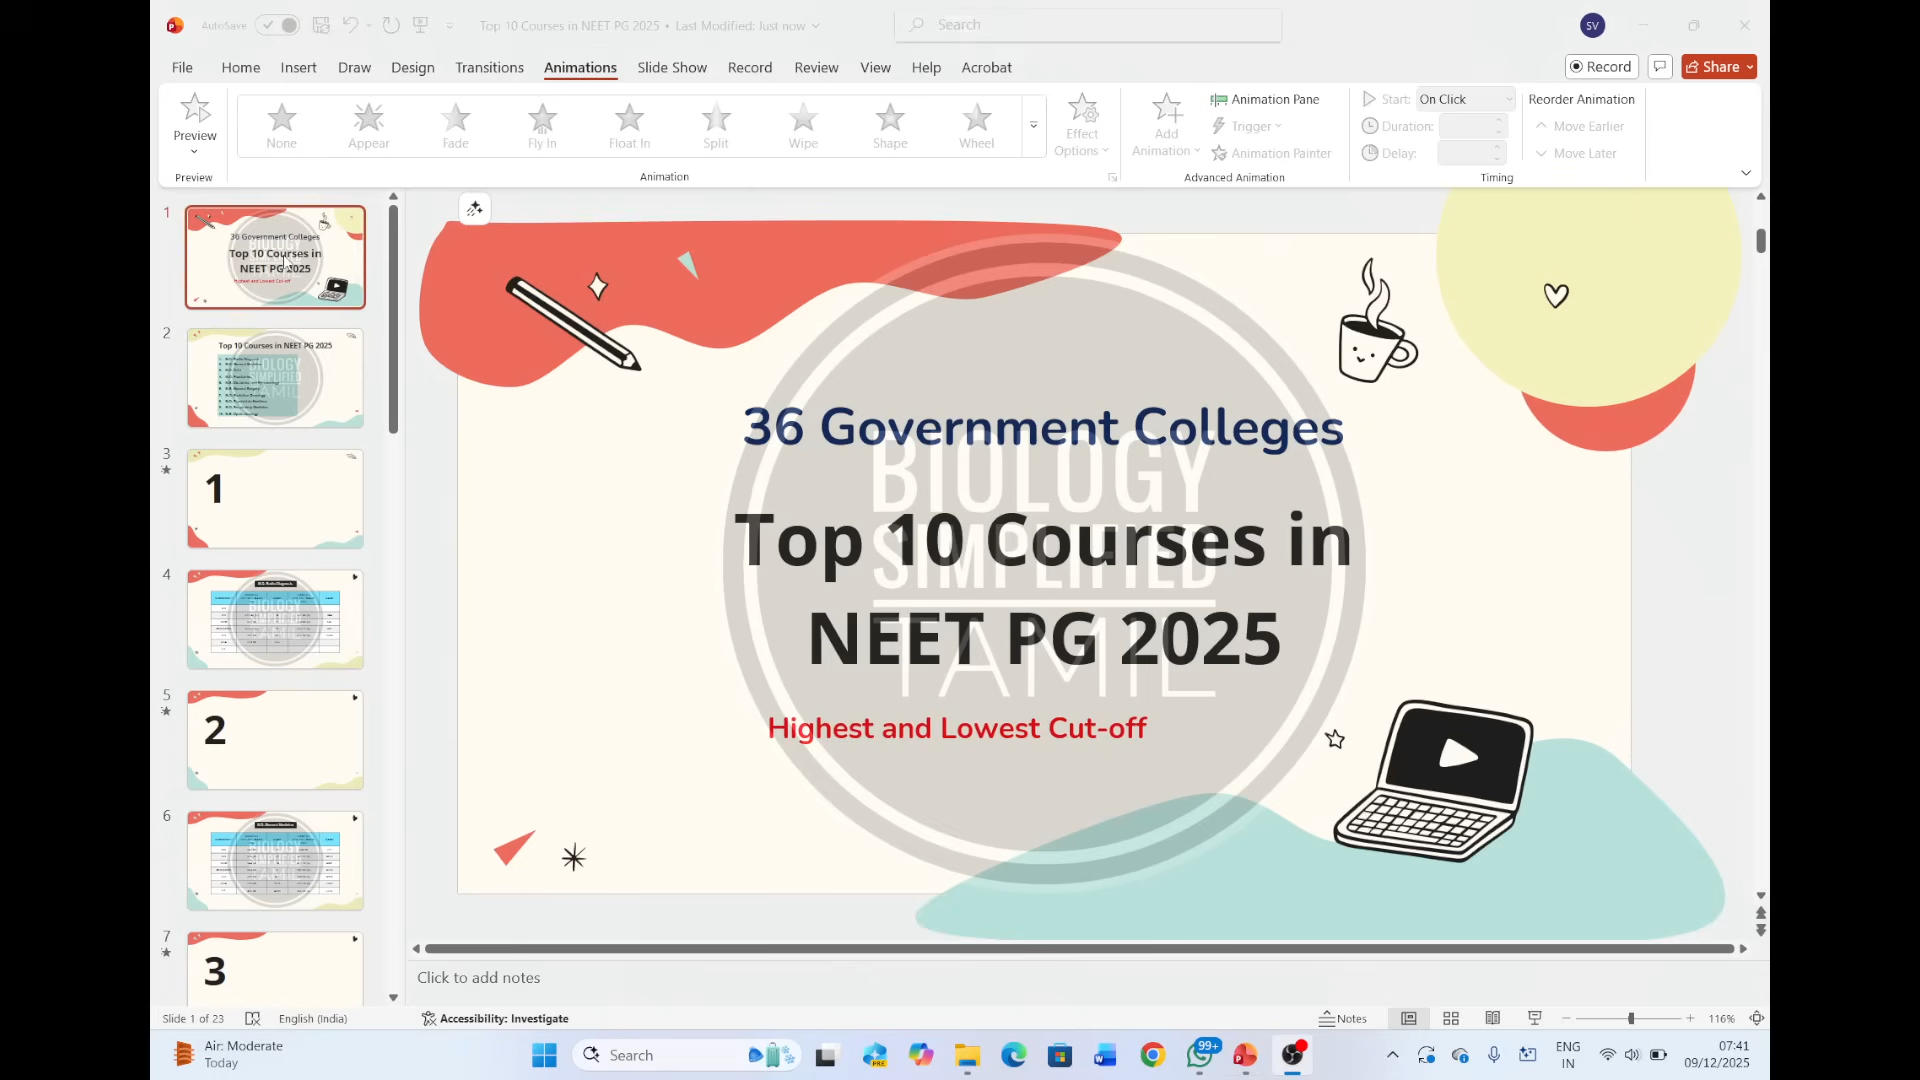 AutoSave
Top 10 Courses in NEET PG 2025 • Last Modified: Just now
Search
SV
File Home Insert Draw Design Transitions Animations Slide Show Record Review View Help Acrobat
Record
Share
Preview
None Appear Fade Fly In Float In Split Wipe Shape Wheel
Effect Options
Add Animation
Animation Pane
Trigger
Animation Painter
Start: On Click
Duration:
Delay:
Reorder Animation
Move Earlier
Move Later
Preview
Animation
Advanced Animation
Timing
1
36 Government Colleges
Top 10 Courses in
NEET PG 2025
Highest and Lowest Cut-off
2
Top 10 Courses in NEET PG 2025
3
1
4
5
2
6
7
3
36 Government Colleges
Top 10 Courses in
NEET PG 2025
Highest and Lowest Cut-off
BIOLOGY
SIMPLIFIED
TAMIL
Click to add notes
Slide 1 of 23
English (India)
Accessibility: Investigate
Notes
116%
Air: Moderate
Today
Search
PRE
99+
ENG
IN
07:41
09/12/2025